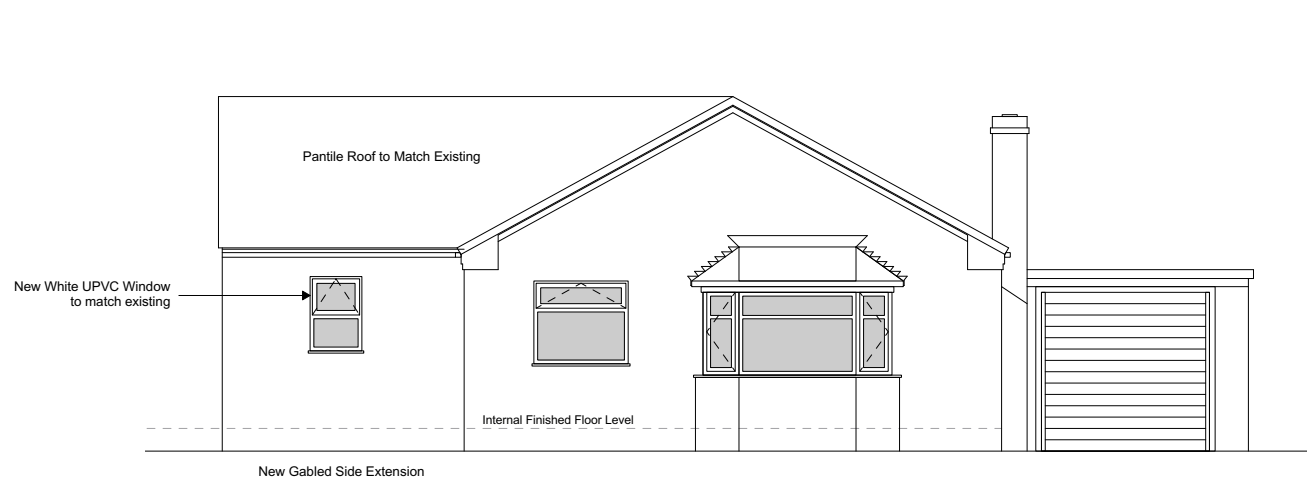 Pantile Roof to Match Existing
New White UPVC Window
to match existing
Internal Finished Floor Level
New Gabled Side Extension